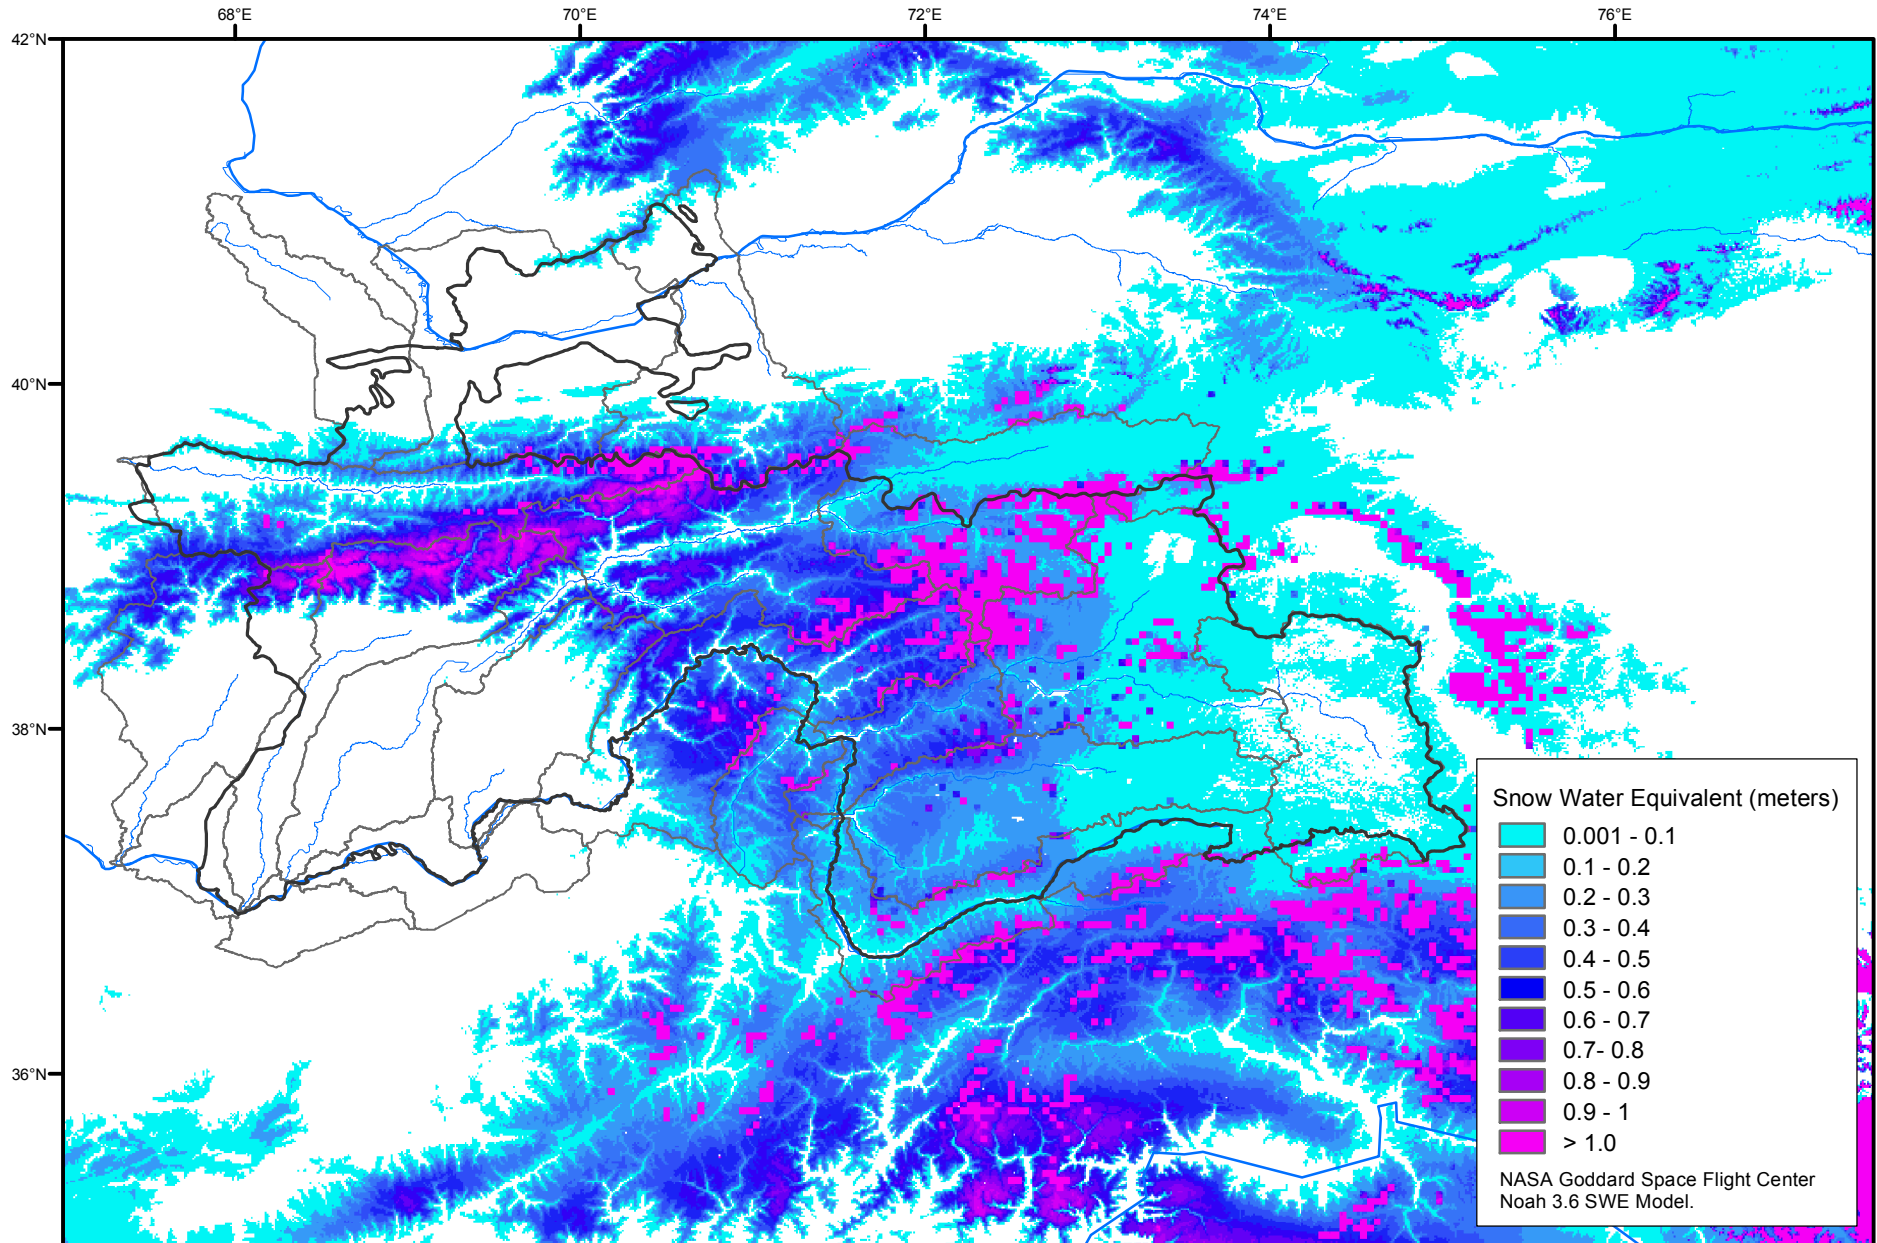 68°E 70°E 72°E 74°E 76°E
42°N
40°N
38°N
36°N
Snow Water Equivalent (meters)
0.001 - 0.1
0.1 - 0.2
0.2 - 0.3
0.3 - 0.4
0.4 - 0.5
0.5 - 0.6
0.6 - 0.7
0.7- 0.8
0.8 - 0.9
0.9 - 1
> 1.0
NASA Goddard Space Flight Center
Noah 3.6 SWE Model.